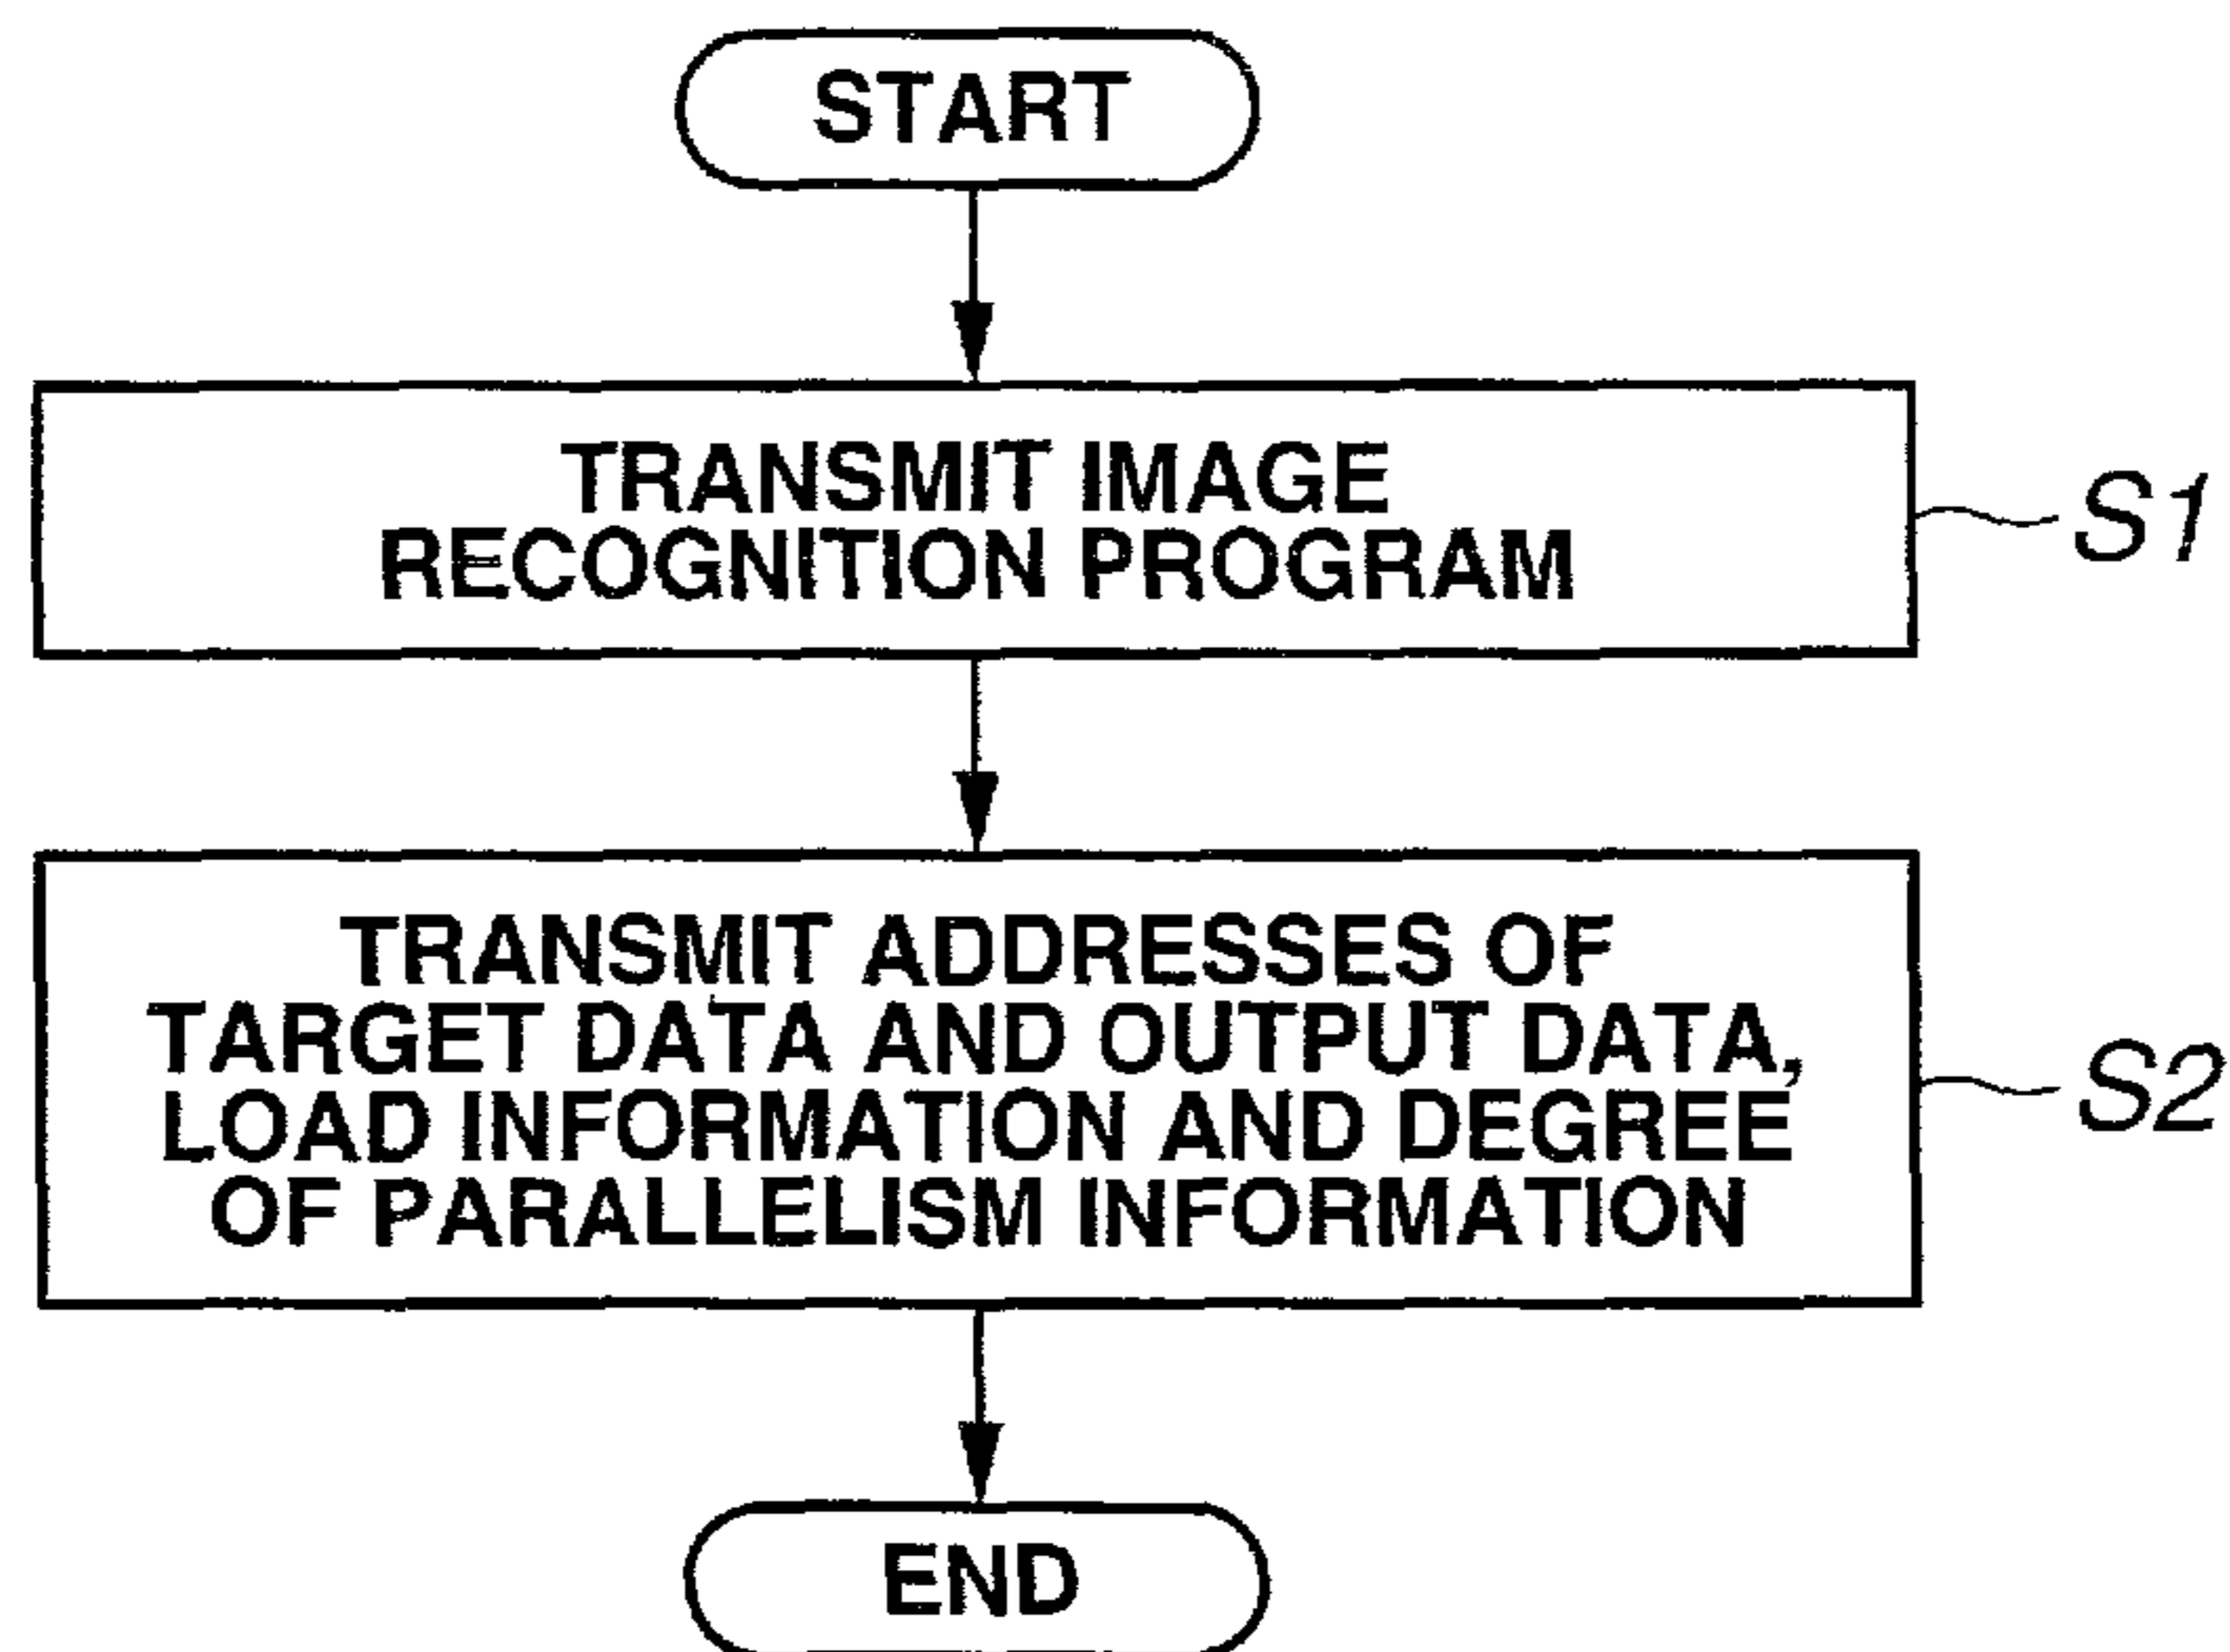 START
TRANSMIT IMAGE
RECOGNITION PROGRAM
S1
TRANSMIT ADDRESSES OF
TARGET DATA AND OUTPUT DATA,
LOAD INFORMATION AND DEGREE
OF PARALLELISM INFORMATION
S2
END